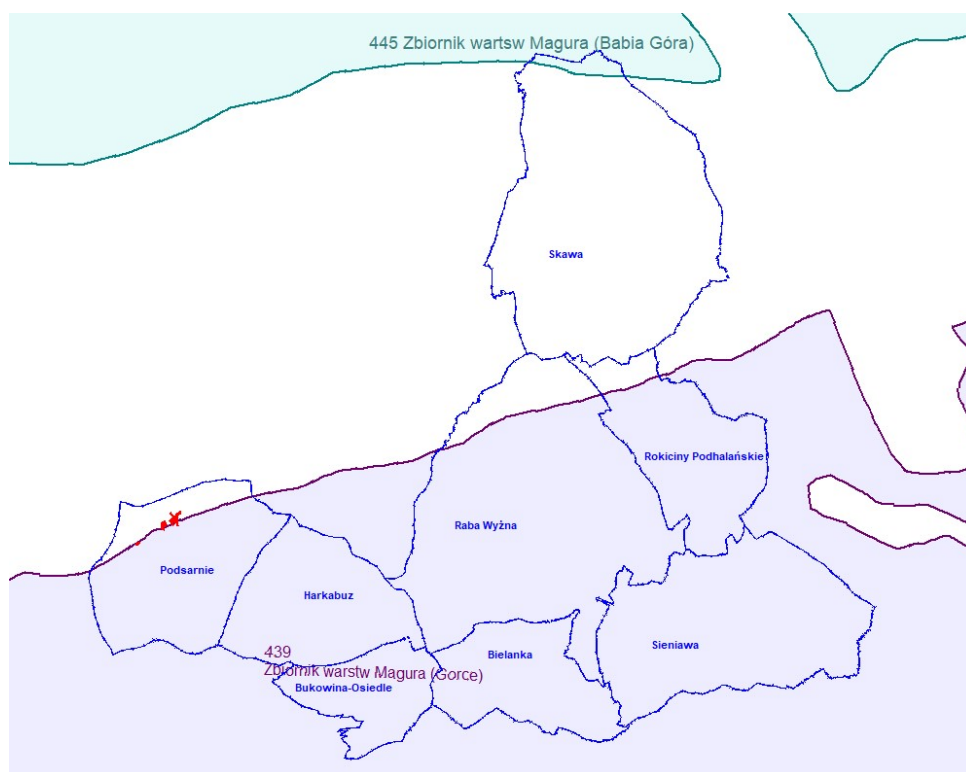 445 Zbiornik wartsw Magura (Babia Góra)
Skawa
Rokiciny Podhalańskie
Raba Wyżna
Podsarnie
Harkabuz
Sieniawa
439
Zbiornik warstw Magura (Gorce)
Bielanka
Bukowina-Osiedle